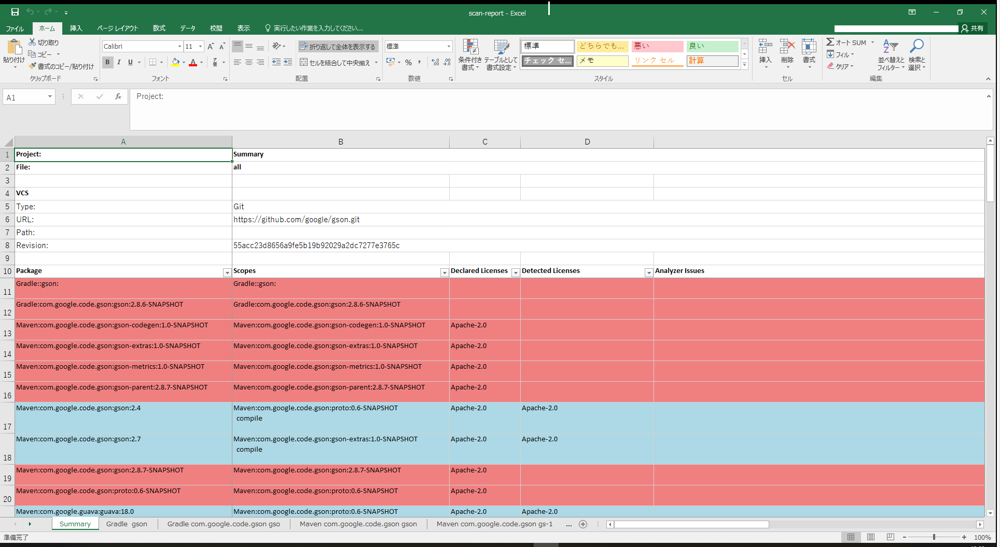 scan-report - Excel
ファイル ホーム 挿入 ページ レイアウト 数式 データ 校閲 表示 実行したい作業を入力してください... 共有
貼り付け
切り取り
コピー
書式のコピー/貼り付け
クリップボード
Calibri 11
B I U A
フォント
折り返して全体を表示する
セルを結合して中央揃え
配置
標準
%
数値
条件付き書式
テーブルとして書式設定
標準 どちらでも... 悪い 良い
チェック セ... メモ リンク セル 計算
スタイル
挿入 削除 書式
セル
オート SUM
フィル
クリア
並べ替えとフィルター
検索と選択
編集
A1 fx Project:
A B C D
1 Project: Summary
2 File: all
3
4 VCS
5 Type: Git
6 URL: https://github.com/google/gson.git
7 Path:
8 Revision: 55acc23d8656a9fe5b19b92029a2dc7277e3765c
9
10 Package Scopes Declared Licenses Detected Licenses Analyzer Issues
11 Gradle::gson: Gradle::gson:
12 Gradle:com.google.code.gson:gson:2.8.6-SNAPSHOT Gradle:com.google.code.gson:gson:2.8.6-SNAPSHOT
13 Maven:com.google.code.gson:gson-codegen:1.0-SNAPSHOT Maven:com.google.code.gson:gson-codegen:1.0-SNAPSHOT Apache-2.0
14 Maven:com.google.code.gson:gson-extras:1.0-SNAPSHOT Maven:com.google.code.gson:gson-extras:1.0-SNAPSHOT Apache-2.0
15 Maven:com.google.code.gson:gson-metrics:1.0-SNAPSHOT Maven:com.google.code.gson:gson-metrics:1.0-SNAPSHOT Apache-2.0
16 Maven:com.google.code.gson:gson-parent:2.8.7-SNAPSHOT Maven:com.google.code.gson:gson-parent:2.8.7-SNAPSHOT Apache-2.0
17 Maven:com.google.code.gson:gson:2.4 Maven:com.google.code.gson:proto:0.6-SNAPSHOT Apache-2.0 Apache-2.0
compile
18 Maven:com.google.code.gson:gson:2.7 Maven:com.google.code.gson:gson-extras:1.0-SNAPSHOT Apache-2.0 Apache-2.0
compile
19 Maven:com.google.code.gson:gson:2.8.7-SNAPSHOT Maven:com.google.code.gson:gson:2.8.7-SNAPSHOT Apache-2.0
20 Maven:com.google.code.gson:proto:0.6-SNAPSHOT Maven:com.google.code.gson:proto:0.6-SNAPSHOT Apache-2.0
Maven:com.google.guava:guava:18.0 Maven:com.google.code.gson:proto:0.6-SNAPSHOT Apache-2.0 Apache-2.0
Summary Gradle gson Gradle com.google.code.gson gso Maven com.google.code.gson gson Maven com.google.code.gson gs-1 ...
準備完了 100%